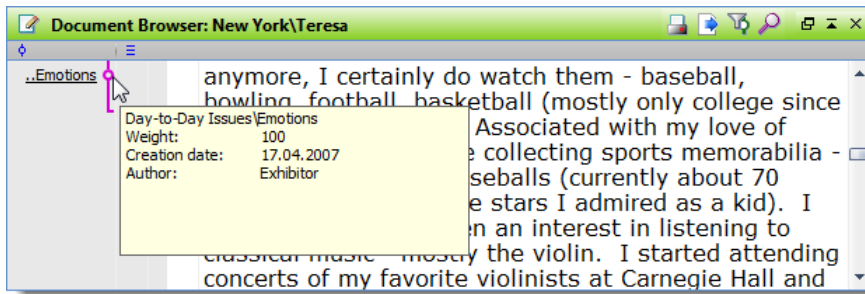 Document Browser: New York\Teresa
..Emotions
anymore, I certainly do watch them - baseball,
bowling, football, basketball (mostly only college since
Associated with my love of
collecting sports memorabilia -
seballs (currently about 70
e stars I admired as a kid). I
en an interest in listening to
classical music - mostly the violin. I started attending
concerts of my favorite violinists at Carnegie Hall and
Day-to-Day Issues\Emotions
Weight: 100
Creation date: 17.04.2007
Author: Exhibitor